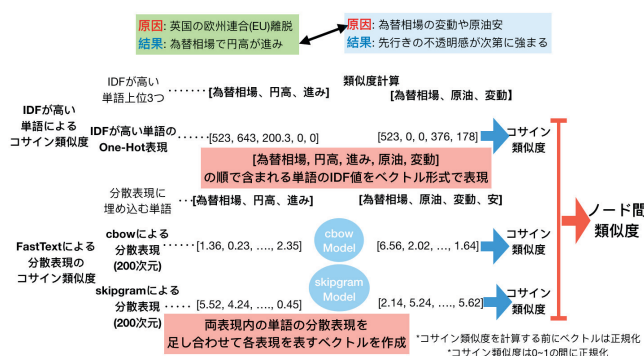 原因: 英国の欧州連合(EU)離脱
結果: 為替相場で円高が進み
原因: 為替相場の変動や原油安
結果: 先行きの不透明感が次第に強まる
IDFが高い
単語上位3つ
･･････[為替相場、円高、進み]
類似度計算
[為替相場、原油、変動】
IDFが高い
単語による
コサイン類似度
IDFが高い単語の
One-Hot表現
･････[523, 643, 200.3, 0, 0]
[523, 0, 0, 376, 178]
コサイン
類似度
[為替相場, 円高, 進み, 原油, 変動]
の順で含まれる単語のIDF値をベクトル形式で表現
分散表現に
埋め込む単語
･･･[為替相場、円高、進み]
[為替相場、原油、変動、安]
ノード間
類似度
FastTextによる
分散表現の
コサイン類似度
cbowによる
分散表現
(200次元)
･････[1.36, 0.23, …., 2.35]
cbow
Model
[6.56, 2.02, …, 1.64]
コサイン
類似度
skipgramによる
分散表現
(200次元)
･････[5.52, 4.24, …., 0.45]
skipgram
Model
[2.14, 5.24, …., 5.62]
コサイン
類似度
両表現内の単語の分散表現を
足し合わせて各表現を表すベクトルを作成
*コサイン類似度を計算する前にベクトルは正規化
*コサイン類似度は0~1の間に正規化